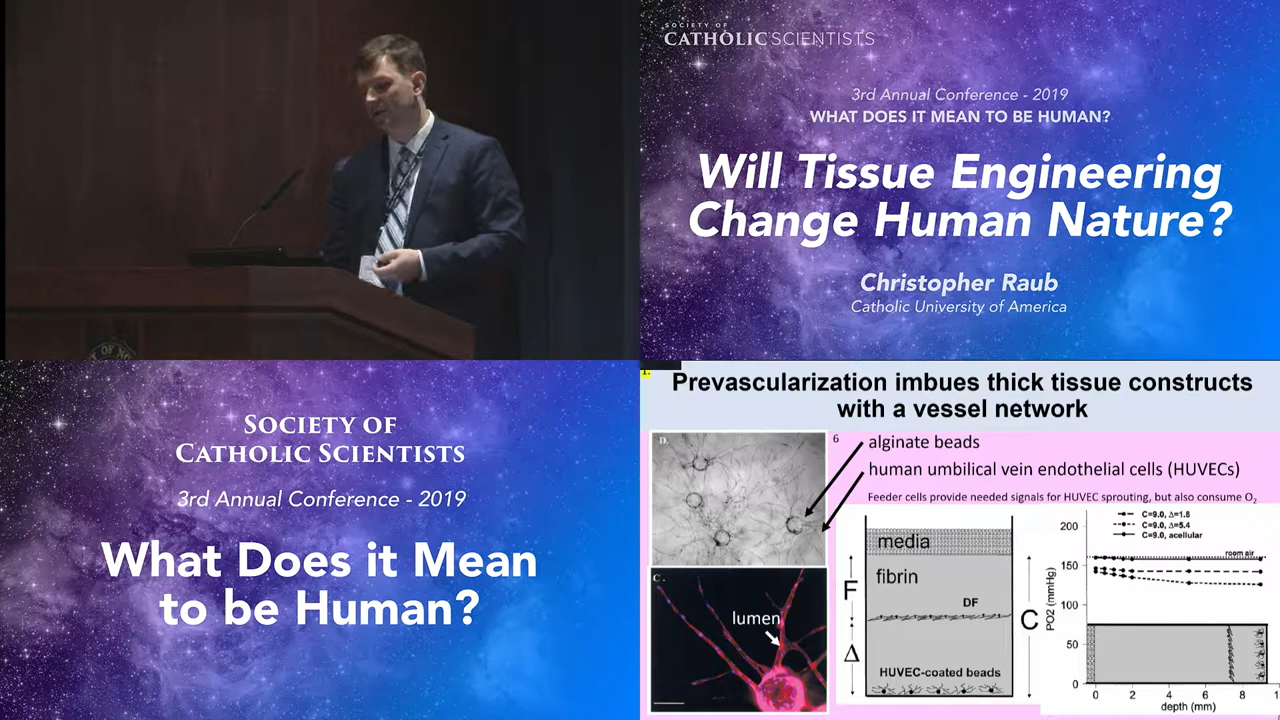 SOCIETY OF
CATHOLIC SCIENTISTS
3rd Annual Conference - 2019
WHAT DOES IT MEAN TO BE HUMAN?
Will Tissue Engineering
Change Human Nature?
Christopher Raub
Catholic University of America
SOCIETY OF
CATHOLIC SCIENTISTS
3rd Annual Conference - 2019
What Does it Mean
to be Human?
1.
Prevascularization imbues thick tissue constructs
with a vessel network
D.
6
alginate beads
human umbilical vein endothelial cells (HUVECs)
Feeder cells provide needed signals for HUVEC sprouting, but also consume O2
C.
lumen
media
fibrin
DF
HUVEC-coated beads
F
Δ
C
C=9.0, Δ=1.8
C=9.0, Δ=5.4
C=9.0, acellular
room air
PO2 (mmHg)
200
150
100
50
0
0 2 4 6 8
depth (mm)